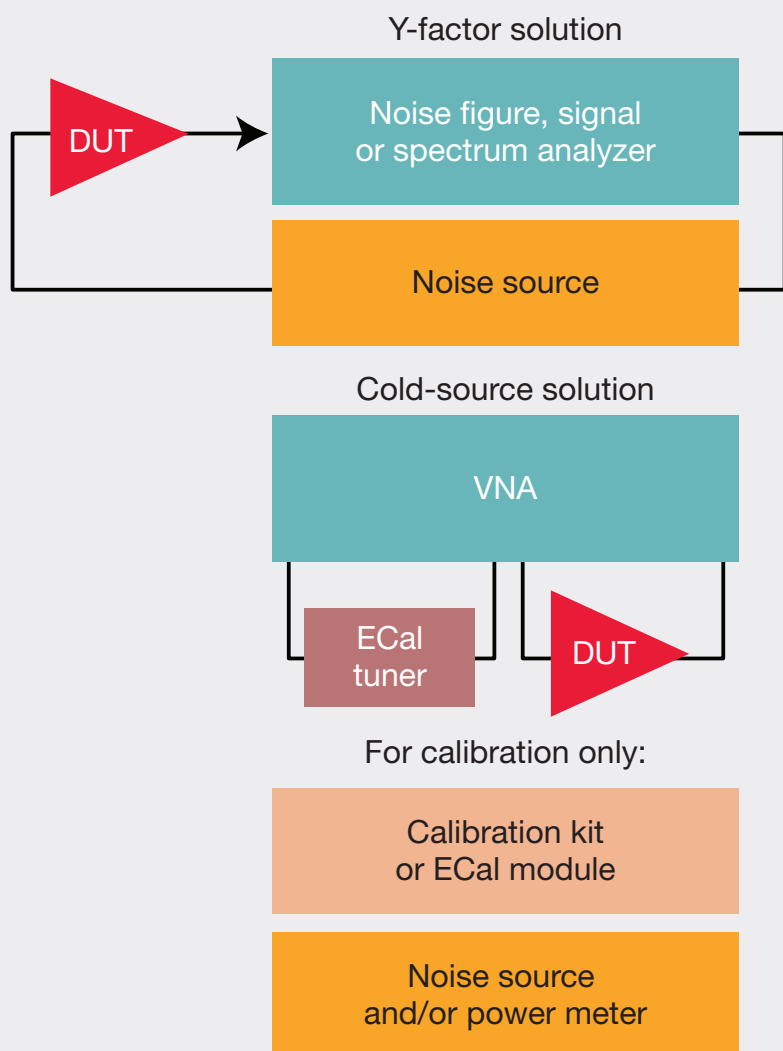 Y-factor solution
DUT
Noise figure, signal
or spectrum analyzer
Noise source
Cold-source solution
VNA
ECal
tuner
DUT
For calibration only:
Calibration kit
or ECal module
Noise source
and/or power meter